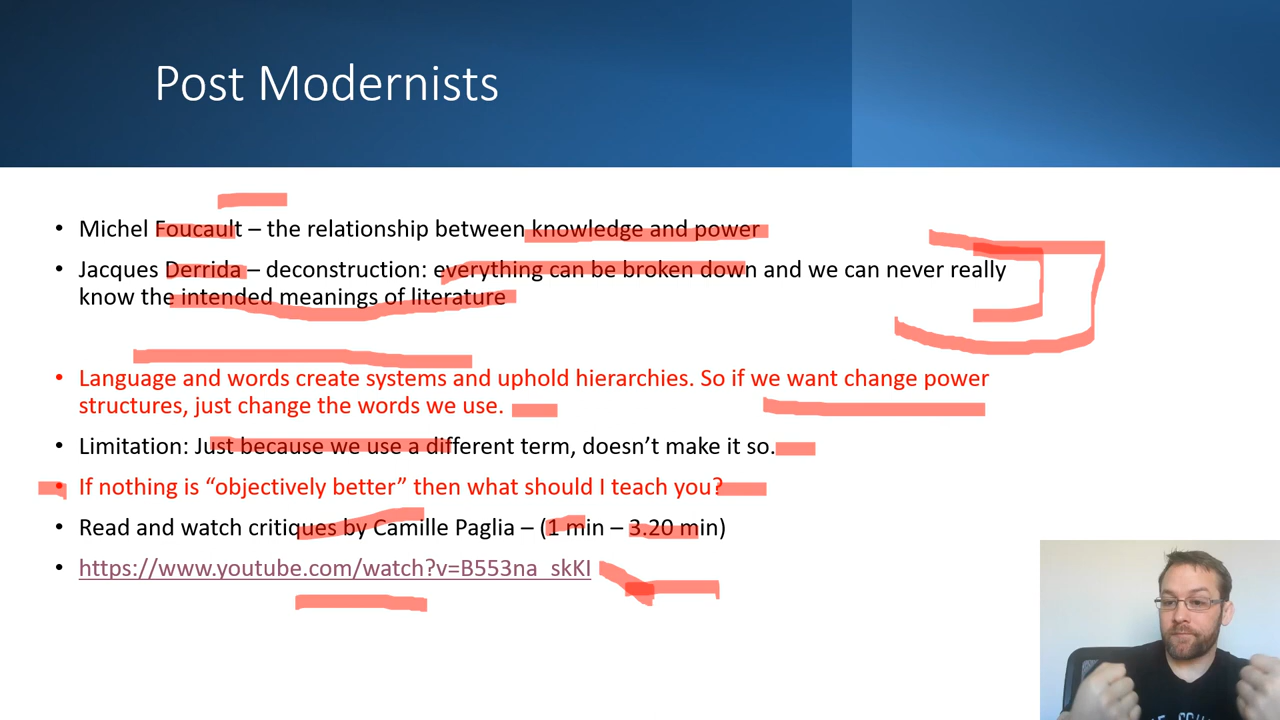 Post Modernists
• Michel Foucault – the relationship between knowledge and power
• Jacques Derrida – deconstruction: everything can be broken down and we can never really
know the intended meanings of literature
• Language and words create systems and uphold hierarchies. So if we want change power
structures, just change the words we use.
• Limitation: Just because we use a different term, doesn’t make it so.
• If nothing is “objectively better” then what should I teach you?
• Read and watch critiques by Camille Paglia – (1 min – 3.20 min)
• https://www.youtube.com/watch?v=B553na_skKI